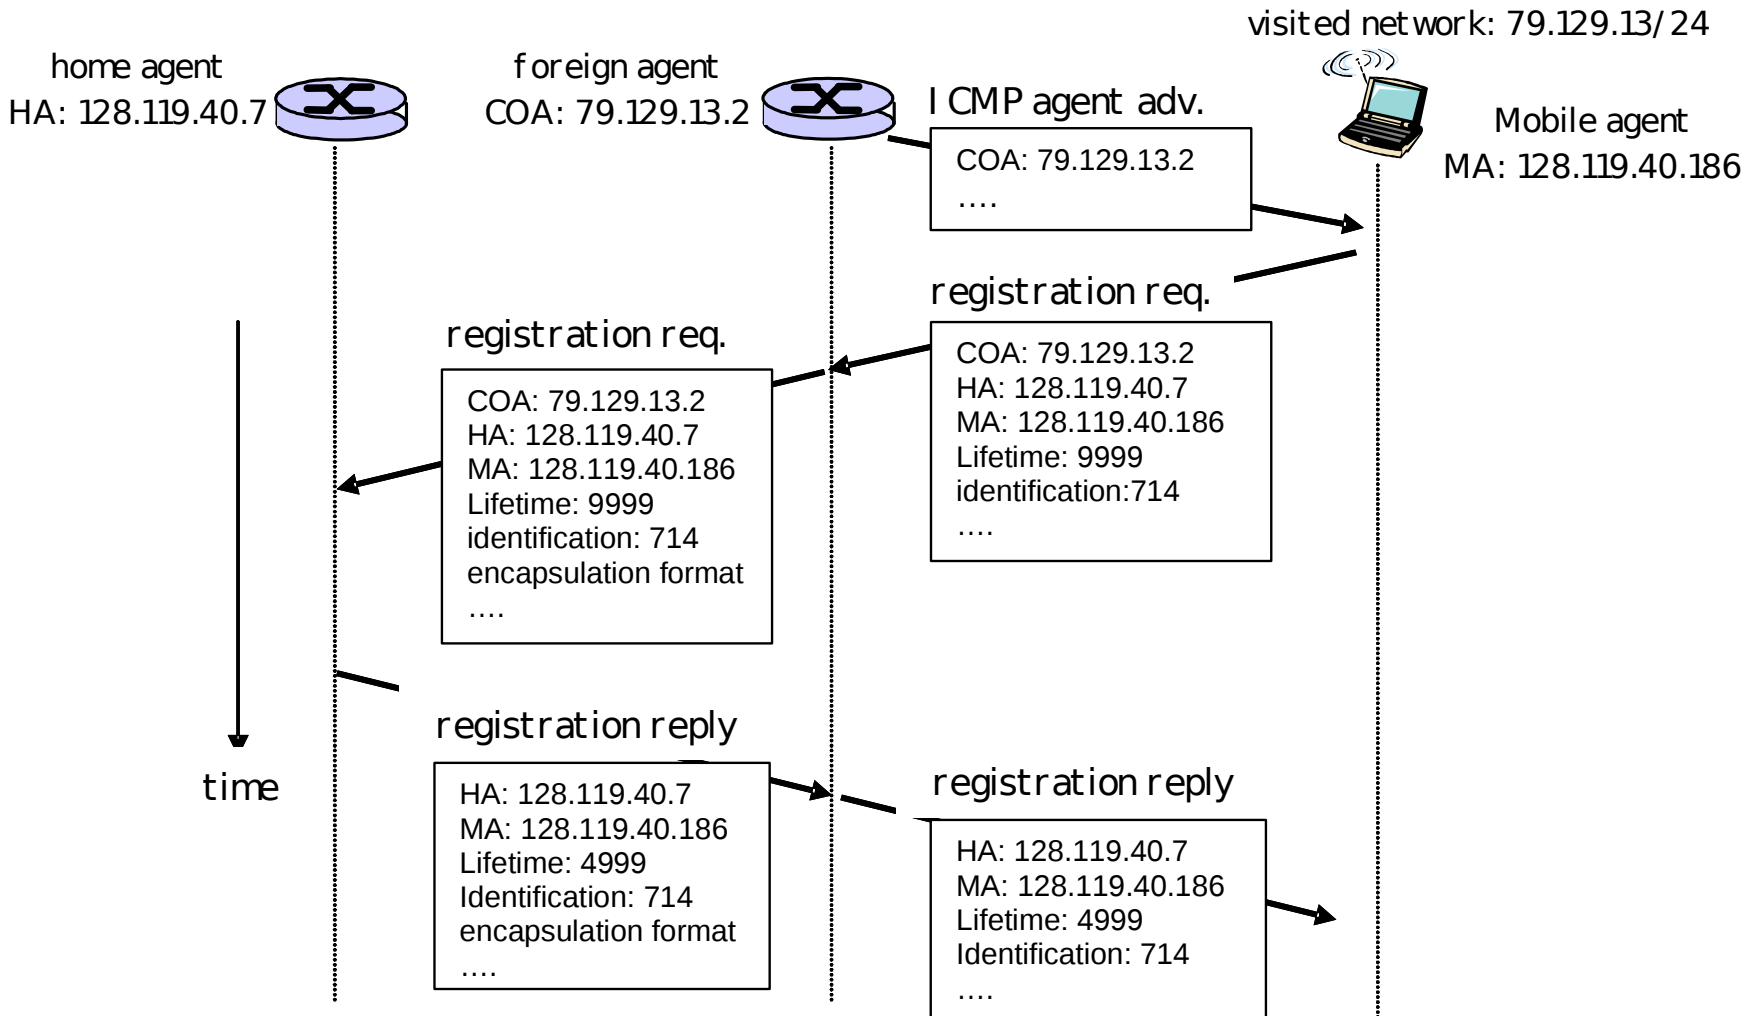 visited network: 79.129.13/24
home agent
HA: 128.119.40.7
foreign agent
COA: 79.129.13.2
ICMP agent adv.
COA: 79.129.13.2
….
Mobile agent
MA: 128.119.40.186
registration req.
COA: 79.129.13.2
HA: 128.119.40.7
MA: 128.119.40.186
Lifetime: 9999
identification:714
….
registration req.
COA: 79.129.13.2
HA: 128.119.40.7
MA: 128.119.40.186
Lifetime: 9999
identification: 714
encapsulation format
….
time
registration reply
HA: 128.119.40.7
MA: 128.119.40.186
Lifetime: 4999
Identification: 714
encapsulation format
….
registration reply
HA: 128.119.40.7
MA: 128.119.40.186
Lifetime: 4999
Identification: 714
….